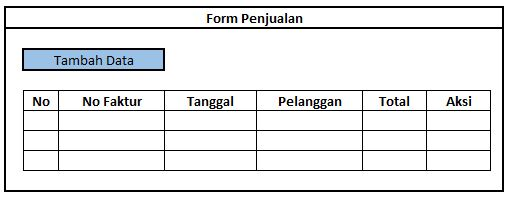 Form Penjualan
Tambah Data
No No Faktur Tanggal Pelanggan Total Aksi